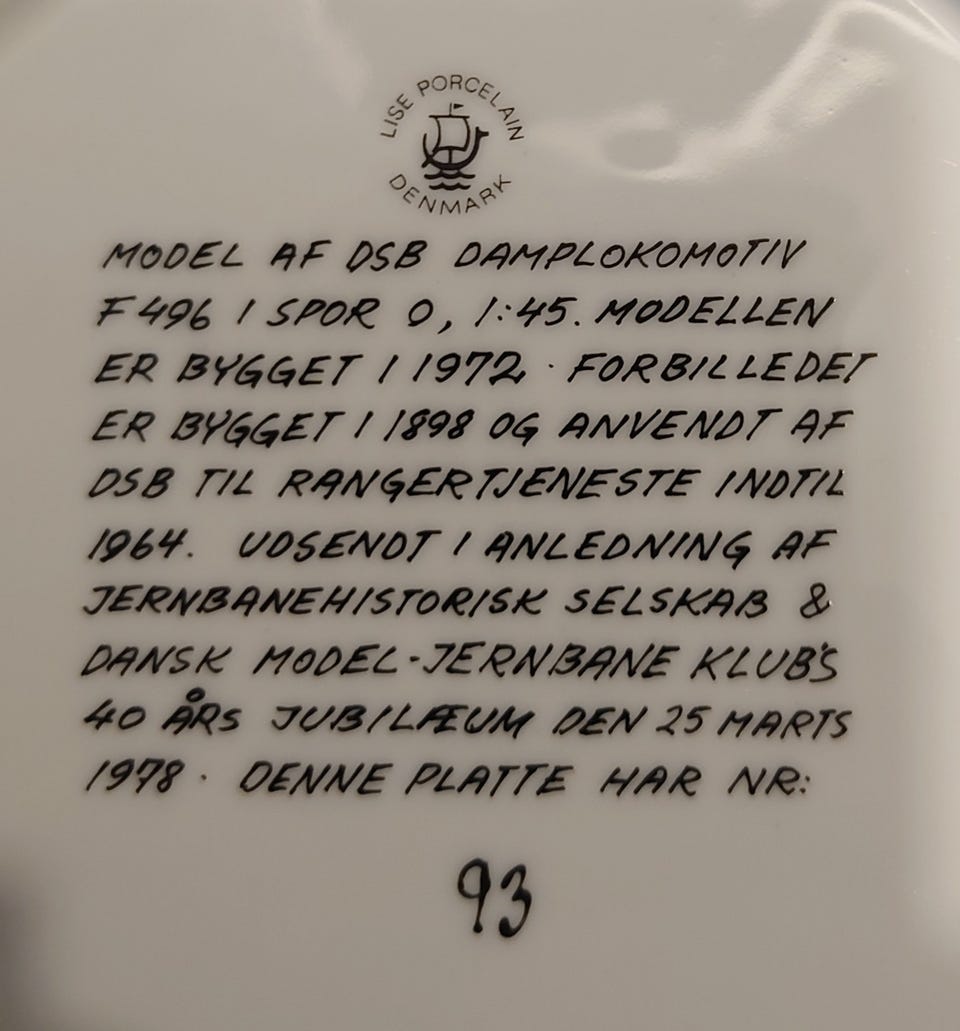 LISE PORCELAIN
DENMARK
MODEL AF DSB DAMPLOKOMOTIV
F 496 I SPOR 0, 1:45. MODELLEN
ER BYGGET I 1972 · FORBILLEDET
ER BYGGET I 1898 OG ANVENDT AF
DSB TIL RANGERTJENESTE INDTIL
1964. UDSENDT I ANLEDNING AF
JERNBANEHISTORISK SELSKAB &
DANSK MODEL-JERNBANE KLUB'S
40 ÅRS JUBILÆUM DEN 25 MARTS
1978 · DENNE PLATTE HAR NR:
93